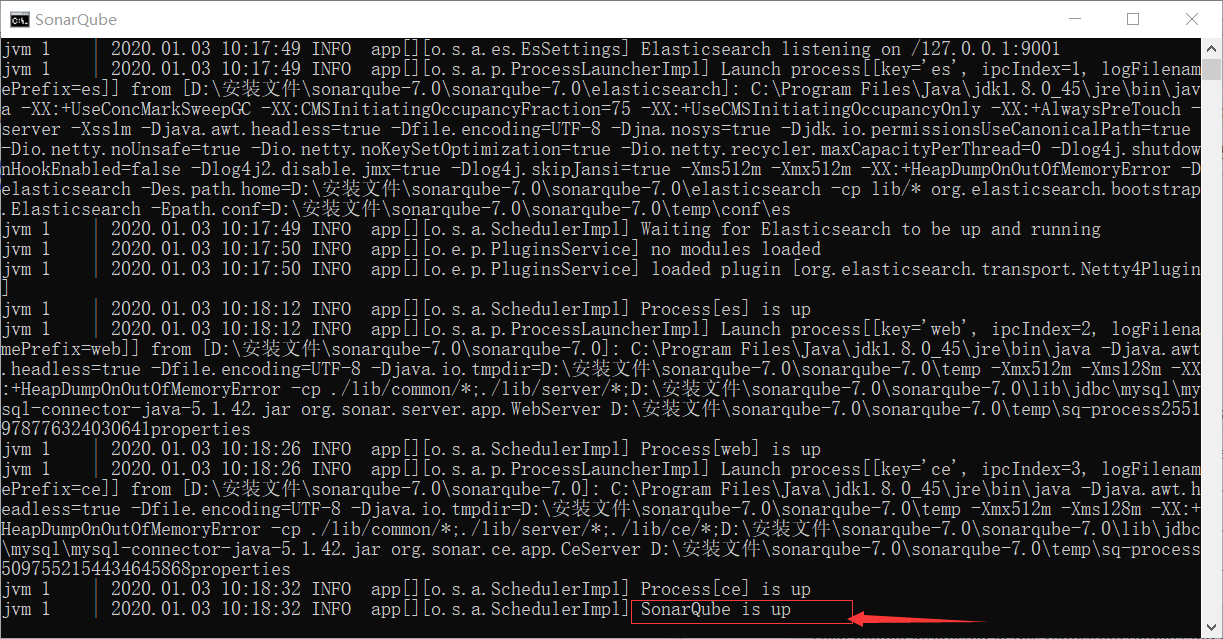 SonarQube
jvm 1    | 2020.01.03 10:17:49 INFO  app[][o.s.a.es.EsSettings] Elasticsearch listening on /127.0.0.1:9001
jvm 1    | 2020.01.03 10:17:49 INFO  app[][o.s.a.p.ProcessLauncherImpl] Launch process[[key='es', ipcIndex=1, logFilenam
ePrefix=es]] from [D:\安装文件\sonarqube-7.0\sonarqube-7.0\elasticsearch]: C:\Program Files\Java\jdk1.8.0_45\jre\bin\jav
a -XX:+UseConcMarkSweepGC -XX:CMSInitiatingOccupancyFraction=75 -XX:+UseCMSInitiatingOccupancyOnly -XX:+AlwaysPreTouch -
server -Xss1m -Djava.awt.headless=true -Dfile.encoding=UTF-8 -Djna.nosys=true -Djdk.io.permissionsUseCanonicalPath=true
-Dio.netty.noUnsafe=true -Dio.netty.noKeySetOptimization=true -Dio.netty.recycler.maxCapacityPerThread=0 -Dlog4j.shutdow
nHookEnabled=false -Dlog4j2.disable.jmx=true -Dlog4j.skipJansi=true -Xms512m -Xmx512m -XX:+HeapDumpOnOutOfMemoryError -D
elasticsearch -Des.path.home=D:\安装文件\sonarqube-7.0\sonarqube-7.0\elasticsearch -cp lib/* org.elasticsearch.bootstrap
.Elasticsearch -Epath.conf=D:\安装文件\sonarqube-7.0\sonarqube-7.0\temp\conf\es
jvm 1    | 2020.01.03 10:17:49 INFO  app[][o.s.a.SchedulerImpl] Waiting for Elasticsearch to be up and running
jvm 1    | 2020.01.03 10:17:50 INFO  app[][o.e.p.PluginsService] no modules loaded
jvm 1    | 2020.01.03 10:17:50 INFO  app[][o.e.p.PluginsService] loaded plugin [org.elasticsearch.transport.Netty4Plugin
]
jvm 1    | 2020.01.03 10:18:12 INFO  app[][o.s.a.SchedulerImpl] Process[es] is up
jvm 1    | 2020.01.03 10:18:12 INFO  app[][o.s.a.p.ProcessLauncherImpl] Launch process[[key='web', ipcIndex=2, logFilena
mePrefix=web]] from [D:\安装文件\sonarqube-7.0\sonarqube-7.0]: C:\Program Files\Java\jdk1.8.0_45\jre\bin\java -Djava.awt
.headless=true -Dfile.encoding=UTF-8 -Djava.io.tmpdir=D:\安装文件\sonarqube-7.0\sonarqube-7.0\temp -Xmx512m -Xms128m -XX
:+HeapDumpOnOutOfMemoryError -cp ./lib/common/*;./lib/server/*;D:\安装文件\sonarqube-7.0\sonarqube-7.0\lib\jdbc\mysql\my
sql-connector-java-5.1.42.jar org.sonar.server.app.WebServer D:\安装文件\sonarqube-7.0\sonarqube-7.0\temp\sq-process2551
978776324030641properties
jvm 1    | 2020.01.03 10:18:26 INFO  app[][o.s.a.SchedulerImpl] Process[web] is up
jvm 1    | 2020.01.03 10:18:26 INFO  app[][o.s.a.p.ProcessLauncherImpl] Launch process[[key='ce', ipcIndex=3, logFilenam
ePrefix=ce]] from [D:\安装文件\sonarqube-7.0\sonarqube-7.0]: C:\Program Files\Java\jdk1.8.0_45\jre\bin\java -Djava.awt.h
eadless=true -Dfile.encoding=UTF-8 -Djava.io.tmpdir=D:\安装文件\sonarqube-7.0\sonarqube-7.0\temp -Xmx512m -Xms128m -XX:+
HeapDumpOnOutOfMemoryError -cp ./lib/common/*;./lib/server/*;./lib/ce/*;D:\安装文件\sonarqube-7.0\sonarqube-7.0\lib\jdbc
\mysql\mysql-connector-java-5.1.42.jar org.sonar.ce.app.CeServer D:\安装文件\sonarqube-7.0\sonarqube-7.0\temp\sq-process
5097552154434645868properties
jvm 1    | 2020.01.03 10:18:32 INFO  app[][o.s.a.SchedulerImpl] Process[ce] is up
jvm 1    | 2020.01.03 10:18:32 INFO  app[][o.s.a.SchedulerImpl] SonarQube is up